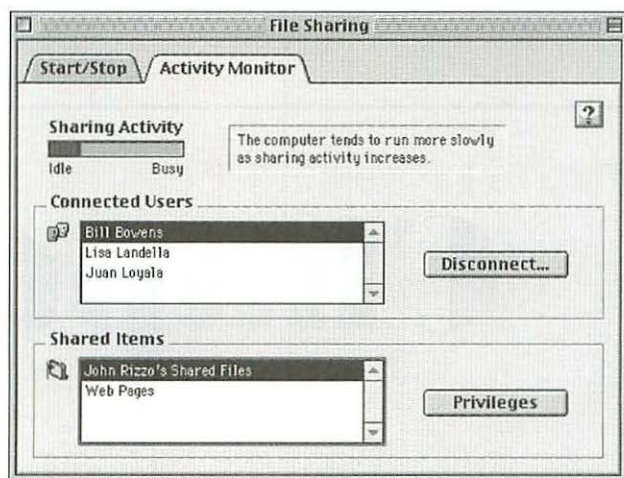 File Sharing
Start/Stop
Activity Monitor
?
Sharing Activity
Idle
Busy
The computer tends to run more slowly
as sharing activity increases.
Connected Users
Bill Bowens
Lisa Landella
Juan Loyala
Disconnect...
Shared Items
John Rizzo's Shared Files
Web Pages
Privileges